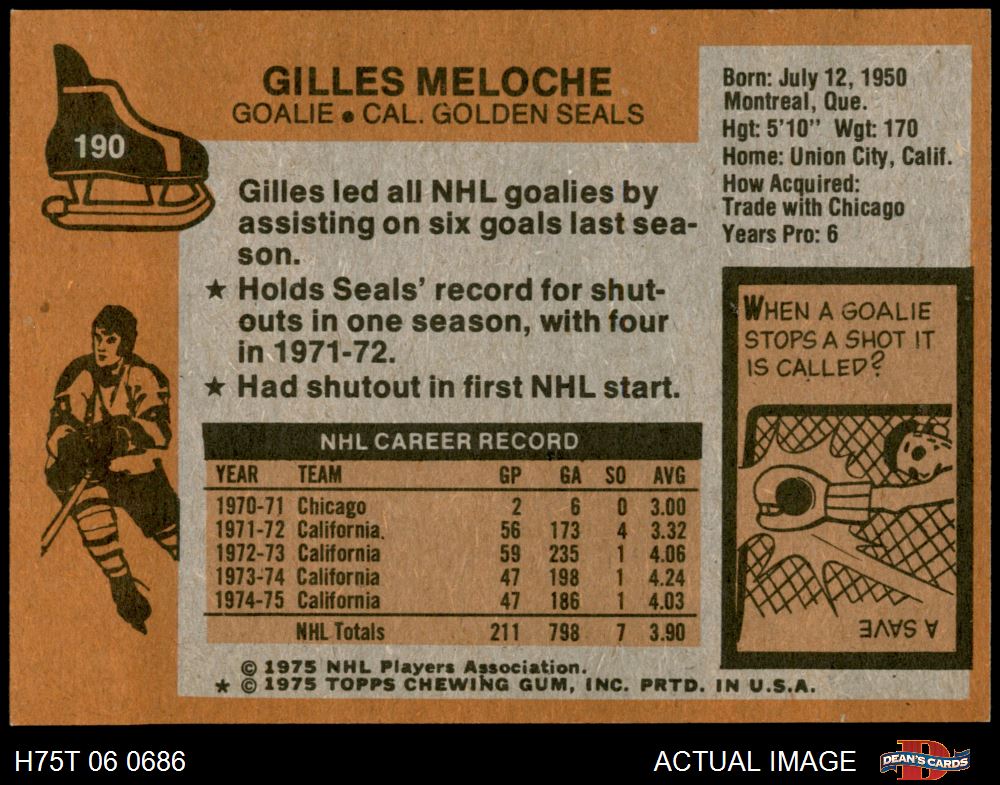 190
GILLES MELOCHE
GOALIE • CAL. GOLDEN SEALS
Born: July 12, 1950
Montreal, Que.
Hgt: 5'10" Wgt: 170
Home: Union City, Calif.
How Acquired:
Trade with Chicago
Years Pro: 6
Gilles led all NHL goalies by
assisting on six goals last sea-
son.
★ Holds Seals' record for shut-
outs in one season, with four
in 1971-72.
★ Had shutout in first NHL start.
NHL CAREER RECORD
YEAR TEAM GP GA SO AVG
1970-71 Chicago 2 6 0 3.00
1971-72 California. 56 173 4 3.32
1972-73 California 59 235 1 4.06
1973-74 California 47 198 1 4.24
1974-75 California 47 186 1 4.03
NHL Totals 211 798 7 3.90
WHEN A GOALIE
STOPS A SHOT IT
IS CALLED?
A SAVE
© 1975 NHL Players Association.
★ © 1975 TOPPS CHEWING GUM, INC. PRTD. IN U.S.A.
H75T 06 0686
ACTUAL IMAGE
D
DEAN'S CARDS